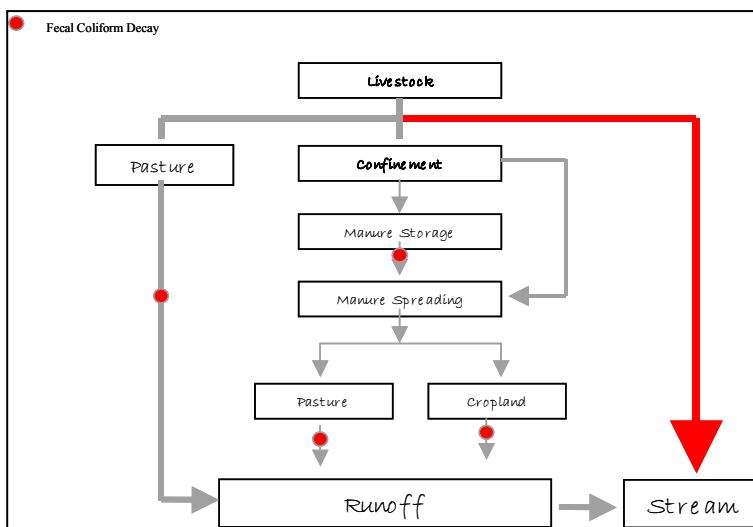 Fecal Coliform Decay
Livestock
Pasture
Confinement
Manure Storage
Manure Spreading
Pasture
Cropland
Runoff
Stream